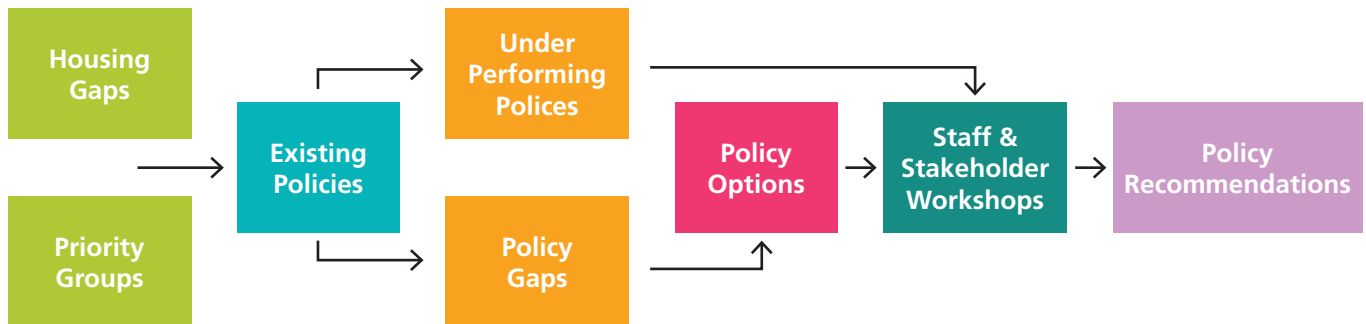 Housing
Gaps
Priority
Groups
Existing
Policies
Under
Performing
Polices
Policy
Gaps
Policy
Options
Staff &
Stakeholder
Workshops
Policy
Recommendations